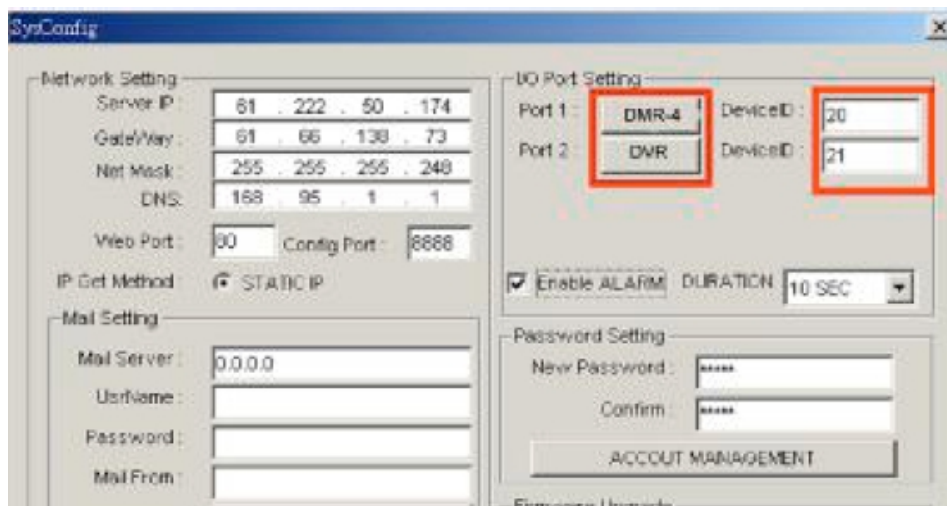 SysConfig
Network Setting
Server IP : 61 . 222 . 50 . 174
GateWay : 61 . 66 . 138 . 73
Net Mask : 255 . 255 . 255 . 248
DNS: 168 . 95 . 1 . 1
Web Port : 80 Config Port : 8888
IP Get Method : STATIC IP
Mail Setting
Mail Server : 0.0.0.0
UsrName :
Password :
Mail From :
I/O Port Setting
Port 1 : DMR-4 DeviceID : 20
Port 2 : DVR DeviceID : 21
Enable ALARM DURATION 10 SEC
Password Setting
New Password : *****
Confirm : *****
ACCOUT MANAGEMENT
Firmware Upgrade